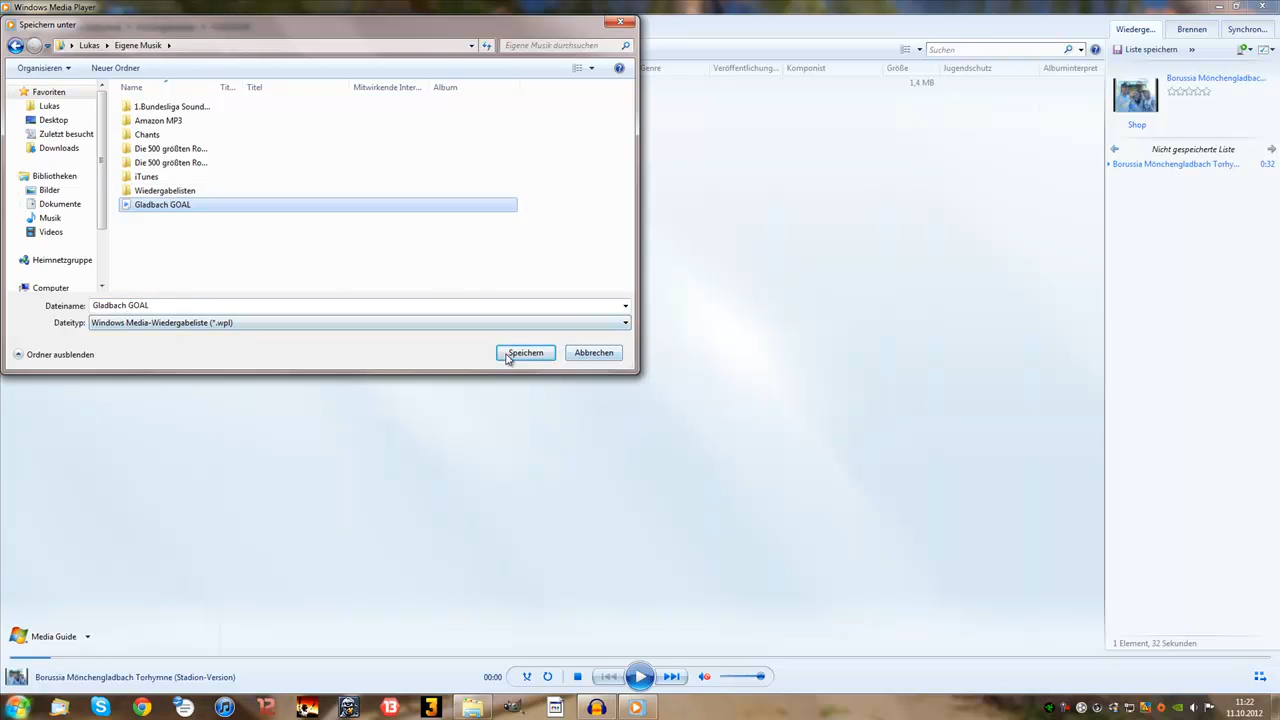 Windows Media Player
Speichern unter
Lukas ▸ Eigene Musik ▸
Eigene Musik durchsuchen
Organisieren
Neuer Ordner
Favoriten
Lukas
Desktop
Zuletzt besucht
Downloads
Bibliotheken
Bilder
Dokumente
Musik
Videos
Heimnetzgruppe
Computer
Name Tit... Titel Mitwirkende Inter... Album
1.Bundesliga Sound...
Amazon MP3
Chants
Die 500 größten Ro...
Die 500 größten Ro...
iTunes
Wiedergabelisten
Gladbach GOAL
Dateiname: Gladbach GOAL
Dateityp: Windows Media-Wiedergabeliste (*.wpl)
Ordner ausblenden
Speichern Abbrechen
Suchen
Genre Veröffentlichung... Komponist Größe Jugendschutz Albuminterpret
1,4 MB
Wiederge... Brennen Synchron...
Liste speichern »
Borussia Mönchengladbac...
Shop
Nicht gespeicherte Liste
Borussia Mönchengladbach Torhy... 0:32
1 Element, 32 Sekunden
Media Guide
Borussia Mönchengladbach Torhymne (Stadion-Version)
00:00
11:22
11.10.2012